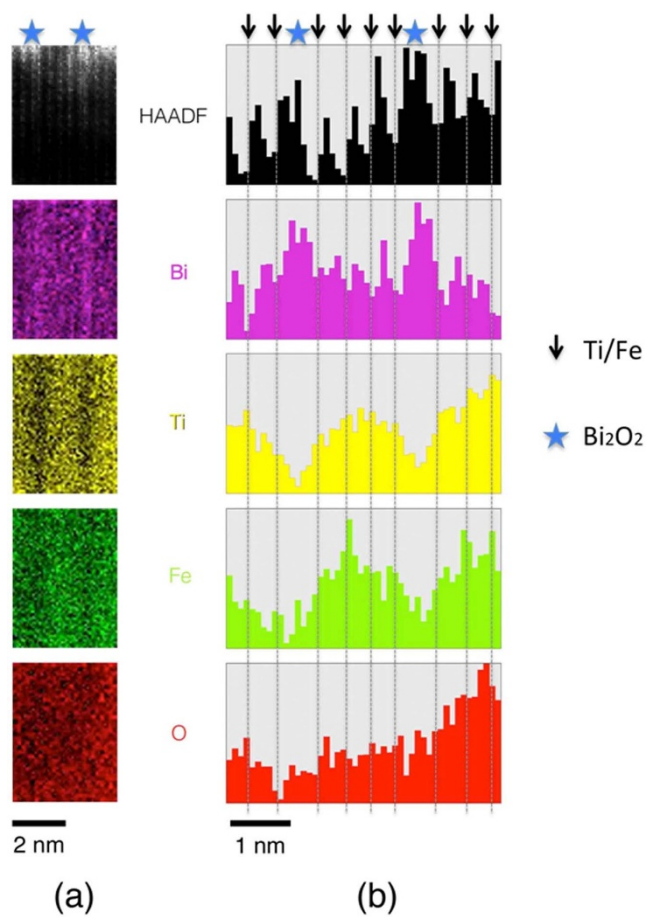 HAADF
Bi
Ti
Fe
O
Ti/Fe
Bi₂O₂
2 nm
1 nm
(a)
(b)